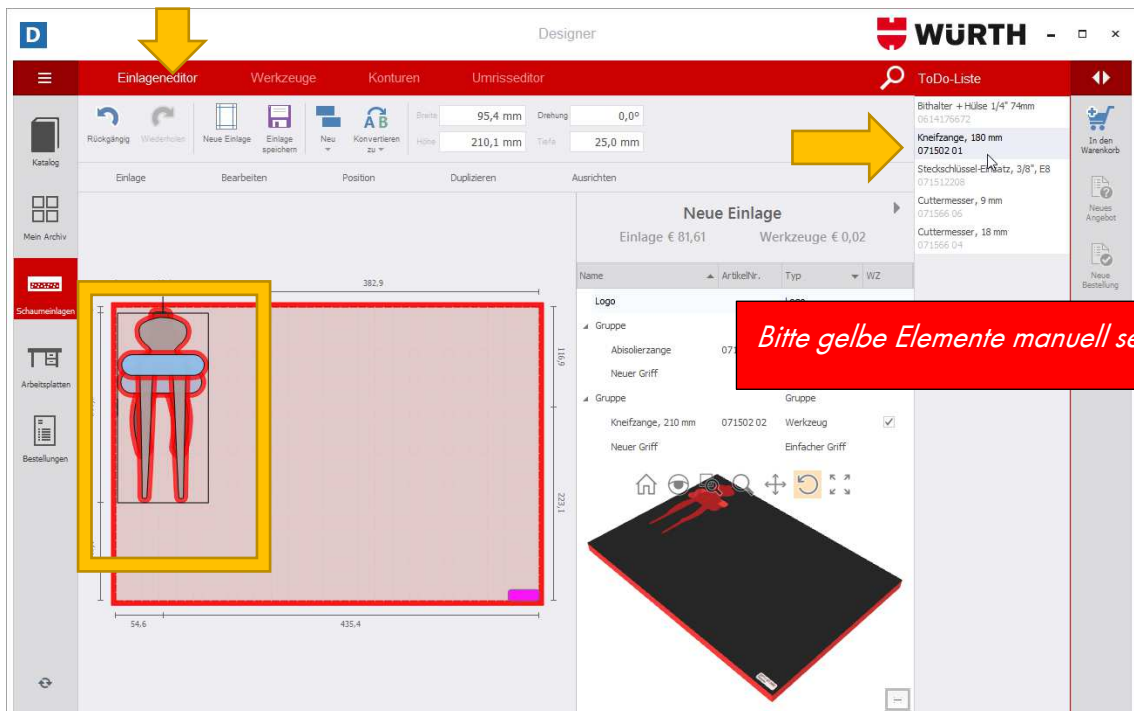 D
Designer
WÜRTH
Einlageneditor
Werkzeuge
Konturen
Umrisseditor
ToDo-Liste
Rückgängig
Wiederholen
Neue Einlage
Einlage
speichern
Neu
Konvertieren
zu
Breite
95,4 mm
Drehung
0,0°
Höhe
210,1 mm
Tiefe
25,0 mm
Einlage
Bearbeiten
Position
Duplizieren
Ausrichten
Bithalter + Hülse 1/4" 74mm
0614176672
Kneifzange, 180 mm
071502 01
Steckschlüssel-Einsatz, 3/8", E8
071512208
Cuttermesser, 9 mm
071566 06
Cuttermesser, 18 mm
071566 04
In den
Warenkorb
Neues
Angebot
Neue
Bestellung
Katalog
Mein Archiv
Schaumeinlagen
Arbeitsplatten
Bestellungen
Neue Einlage
Einlage € 81,61
Werkzeuge € 0,02
Name
ArtikelNr.
Typ
WZ
Logo
Gruppe
Abisolierzange
Neuer Griff
Gruppe
Gruppe
Kneifzange, 210 mm
071502 02
Werkzeug
Neuer Griff
Einfacher Griff
Bitte gelbe Elemente manuell se
382,9
116,9
223,1
54,6
435,4